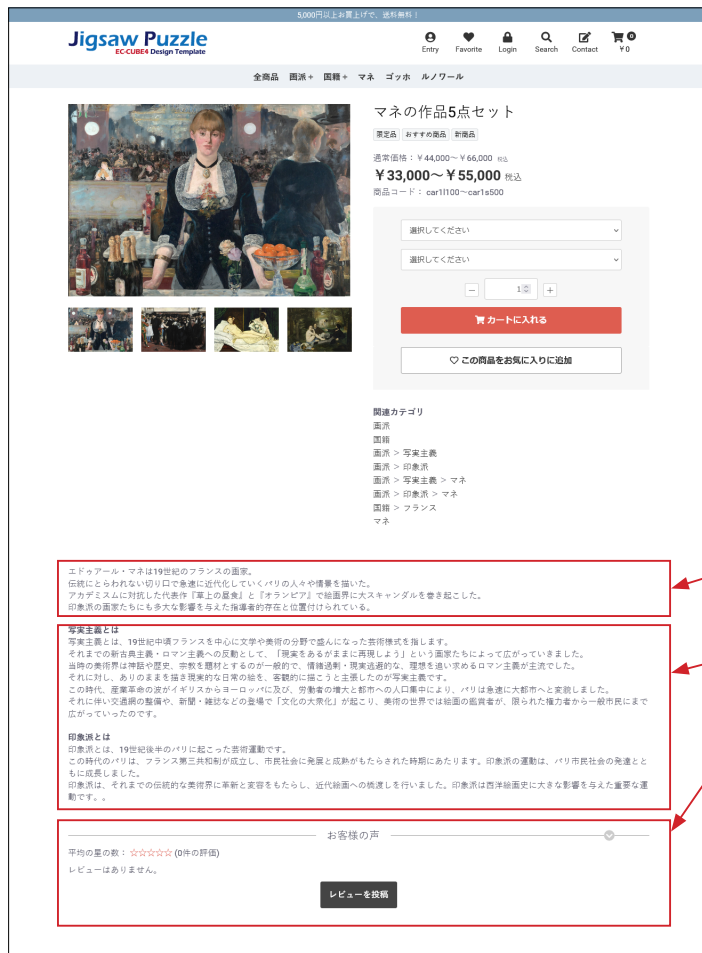 5,000円以上お買上げで、送料無料！
Jigsaw Puzzle
EC-CUBE4 Design Template
Entry Favorite Login Search Contact ￥0
0
全商品 画派+ 国籍+ マネ ゴッホ ルノワール
マネの作品5点セット
限定品 おすすめ商品 新商品
通常価格：￥44,000～￥66,000 税込
￥33,000～￥55,000 税込
商品コード： car1l100～car1s500
選択してください
選択してください
1
カートに入れる
この商品をお気に入りに追加
関連カテゴリ
画派
国籍
画派 ＞ 写実主義
画派 ＞ 印象派
画派 ＞ 写実主義 ＞ マネ
画派 ＞ 印象派 ＞ マネ
国籍 ＞ フランス
マネ
エドゥアール・マネは19世紀のフランスの画家。
伝統にとらわれない切り口で急速に近代化していくパリの人々や情景を描いた。
アカデミスムに対抗した代表作『草上の昼食』と『オランピア』で絵画界に大スキャンダルを巻き起こした。
印象派の画家たちにも多大な影響を与えた指導者的存在と位置付けられている。
写実主義とは
写実主義とは、19世紀中頃フランスを中心に文学や美術の分野で盛んになった芸術様式を指します。
それまでの新古典主義・ロマン主義への反動として、「現実をあるがままに再現しよう」という画家たちによって広がっていきました。
当時の美術界は神話や歴史、宗教を題材とするのが一般的で、情緒過剰・現実逃避的な、理想を追い求めるロマン主義が主流でした。
それに対し、ありのままを描き現実的な日常の絵を、客観的に描こうと主張したのが写実主義です。
この時代、産業革命の波がイギリスからヨーロッパに及び、労働者の増大と都市への人口集中により、パリは急速に大都市へと変貌しました。
それに伴い交通網の整備や、新聞・雑誌などの登場で「文化の大衆化」が起こり、美術の世界では絵画の鑑賞者が、限られた権力者から一般市民にまで
広がっていったのです。
印象派とは
印象派とは、19世紀後半のパリに起こった芸術運動です。
この時代のパリは、フランス第三共和制が成立し、市民社会に発展と成熟がもたらされた時期にあたります。印象派の運動は、パリ市民社会の発達とと
もに成長しました。
印象派は、それまでの伝統的な美術界に革新と変容をもたらし、近代絵画への橋渡しを行いました。印象派は西洋絵画史に大きな影響を与えた重要な運
動です。。
お客様の声
平均の星の数： ☆☆☆☆☆ (0件の評価)
レビューはありません。
レビューを投稿